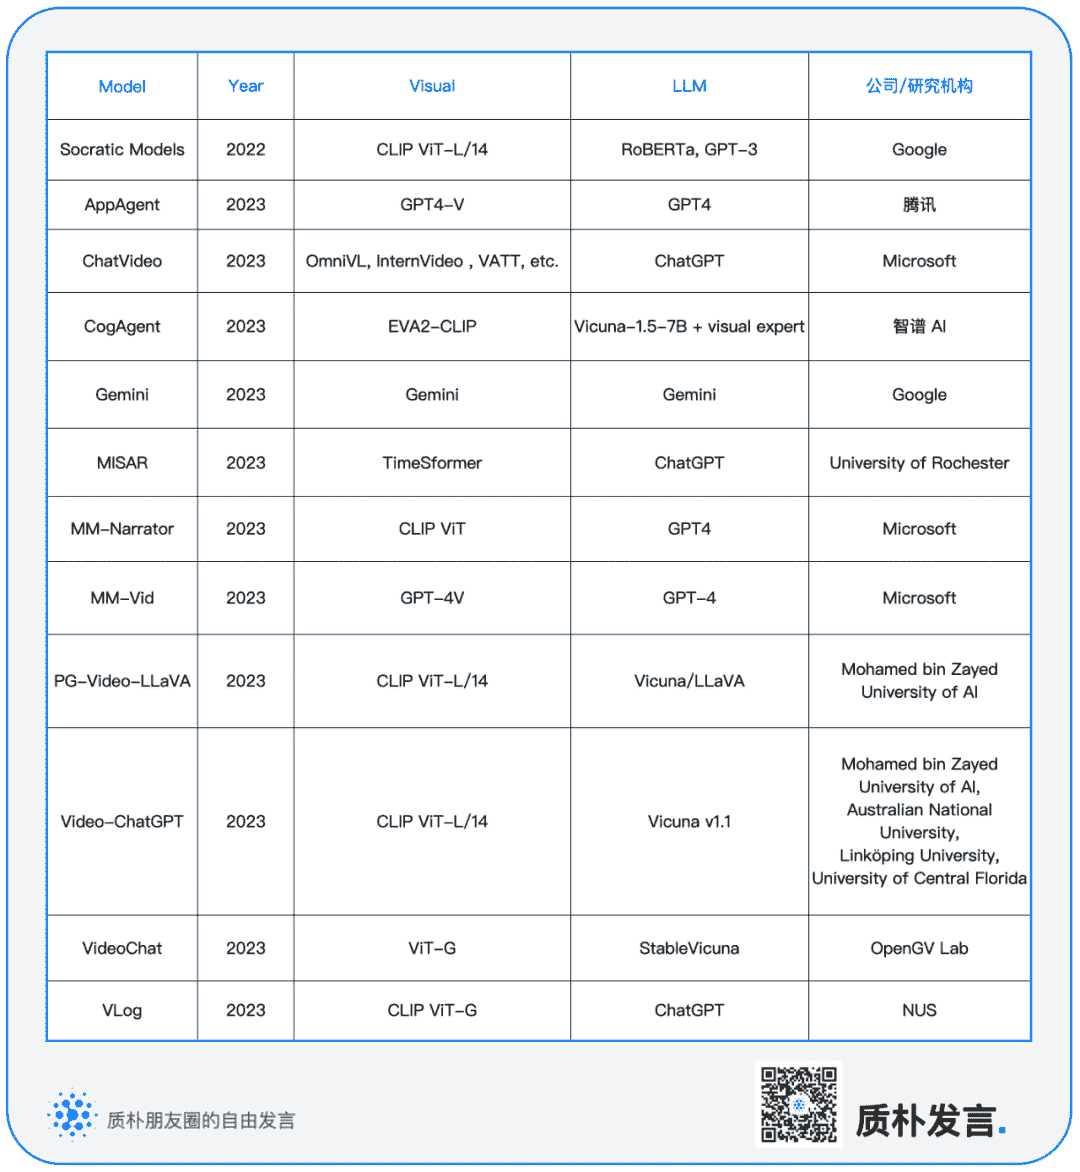 Model Year Visual LLM 公司/研究机构
Socratic Models 2022 CLIP ViT-L/14 RoBERTa, GPT-3 Google
AppAgent 2023 GPT4-V GPT4 腾讯
ChatVideo 2023 OmniVL, InternVideo , VATT, etc. ChatGPT Microsoft
CogAgent 2023 EVA2-CLIP Vicuna-1.5-7B + visual expert 智谱 AI
Gemini 2023 Gemini Gemini Google
MISAR 2023 TimeSformer ChatGPT University of Rochester
MM-Narrator 2023 CLIP ViT GPT4 Microsoft
MM-Vid 2023 GPT-4V GPT-4 Microsoft
PG-Video-LLaVA 2023 CLIP ViT-L/14 Vicuna/LLaVA Mohamed bin Zayed
University of AI
Video-ChatGPT 2023 CLIP ViT-L/14 Vicuna v1.1 Mohamed bin Zayed
University of AI,
Australian National
University,
Linköping University,
University of Central Florida
VideoChat 2023 ViT-G StableVicuna OpenGV Lab
VLog 2023 CLIP ViT-G ChatGPT NUS
质朴朋友圈的自由发言
质朴发言.